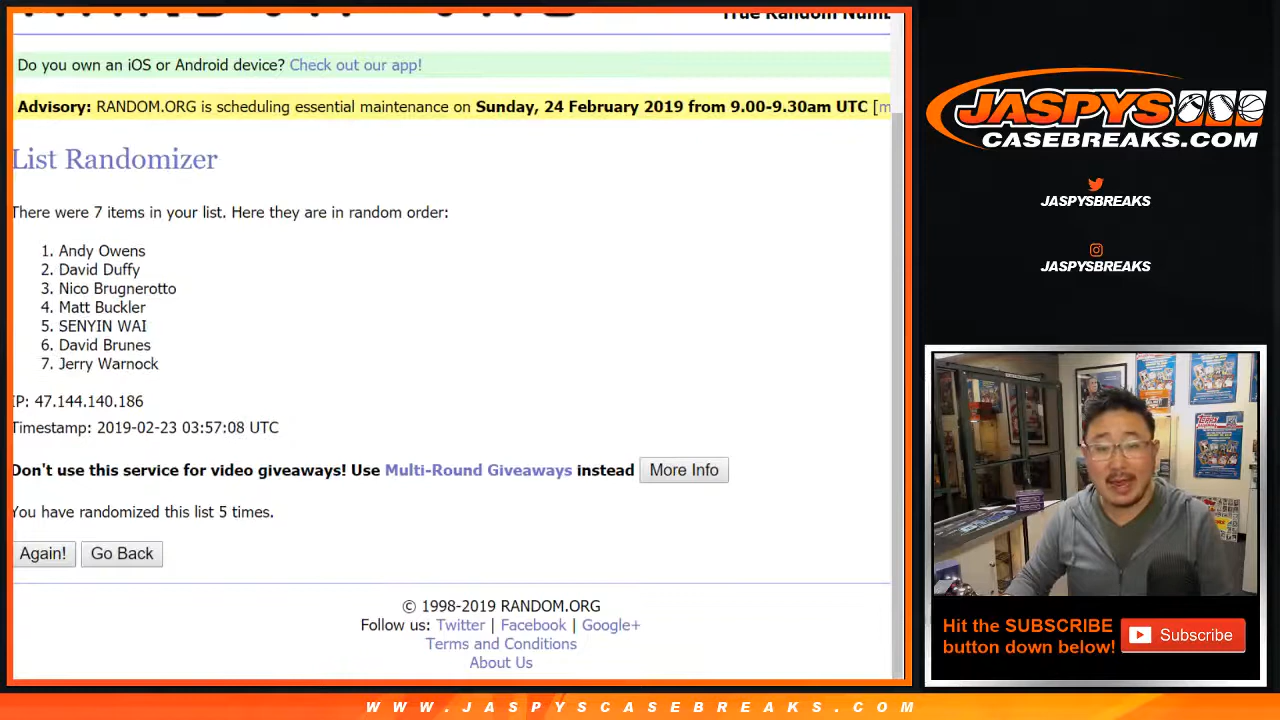 True Random Num
Do you own an iOS or Android device? Check out our app!
Advisory: RANDOM.ORG is scheduling essential maintenance on Sunday, 24 February 2019 from 9.00-9.30am UTC [m
List Randomizer
There were 7 items in your list. Here they are in random order:
1. Andy Owens
2. David Duffy
3. Nico Brugnerotto
4. Matt Buckler
5. SENYIN WAI
6. David Brunes
7. Jerry Warnock
IP: 47.144.140.186
Timestamp: 2019-02-23 03:57:08 UTC
Don't use this service for video giveaways! Use Multi-Round Giveaways instead More Info
You have randomized this list 5 times.
Again! Go Back
© 1998-2019 RANDOM.ORG
Follow us: Twitter | Facebook | Google+
Terms and Conditions
About Us
JASPYS
CASEBREAKS.COM
JASPYSBREAKS
JASPYSBREAKS
Hit the SUBSCRIBE
button down below!
Subscribe
WWW.JASPYSCASEBREAKS.COM